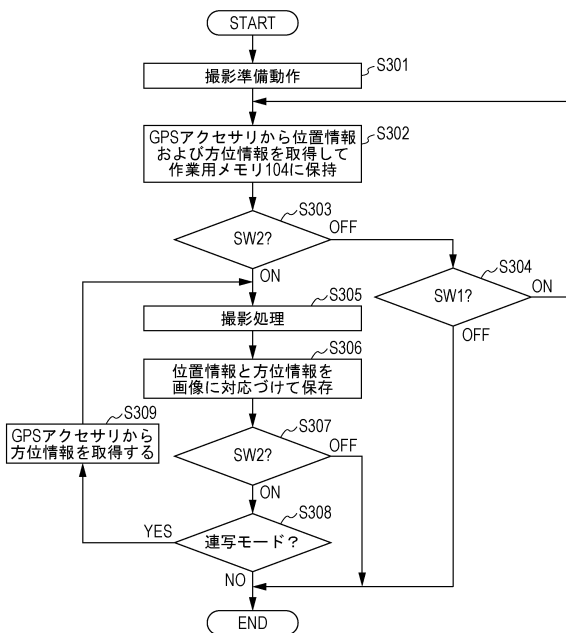 START
撮影準備動作
S301
GPSアクセサリから位置情報
および方位情報を取得して
作業用メモリ104に保持
S302
SW2?
S303
OFF
ON
SW1?
S304
ON
OFF
撮影処理
S305
位置情報と方位情報を
画像に対応づけて保存
S306
SW2?
S307
OFF
ON
連写モード?
S308
YES
NO
GPSアクセサリから
方位情報を取得する
S309
END